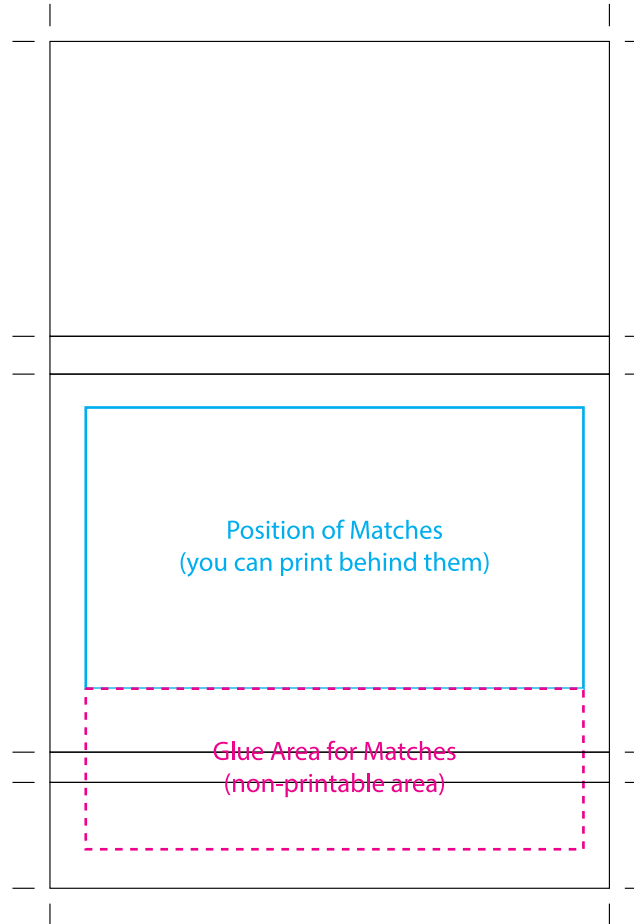 Position of Matches
(you can print behind them)
Glue Area for Matches
(non-printable area)